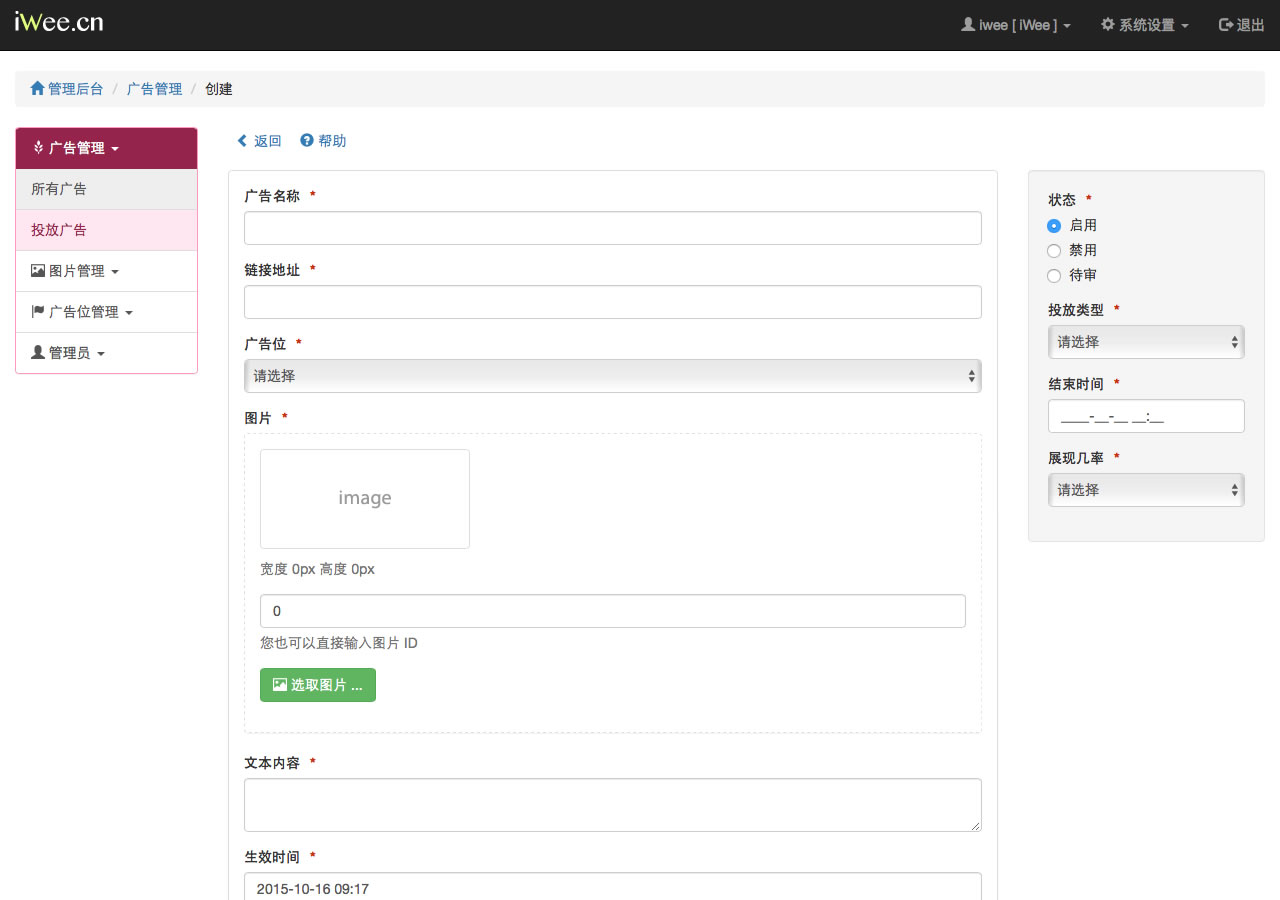 iWee.cn
iwee [ iWee ] 系统设置 退出
管理后台 / 广告管理 / 创建
广告管理
所有广告
投放广告
图片管理
广告位管理
管理员
返回 帮助
广告名称 *
链接地址 *
广告位 *
请选择
图片 *
image
宽度 0px 高度 0px
0
您也可以直接输入图片 ID
选取图片 ...
文本内容 *
生效时间 *
2015-10-16 09:17
状态 *
启用
禁用
待审
投放类型 *
请选择
结束时间 *
____-__-__ __:__
展现几率 *
请选择